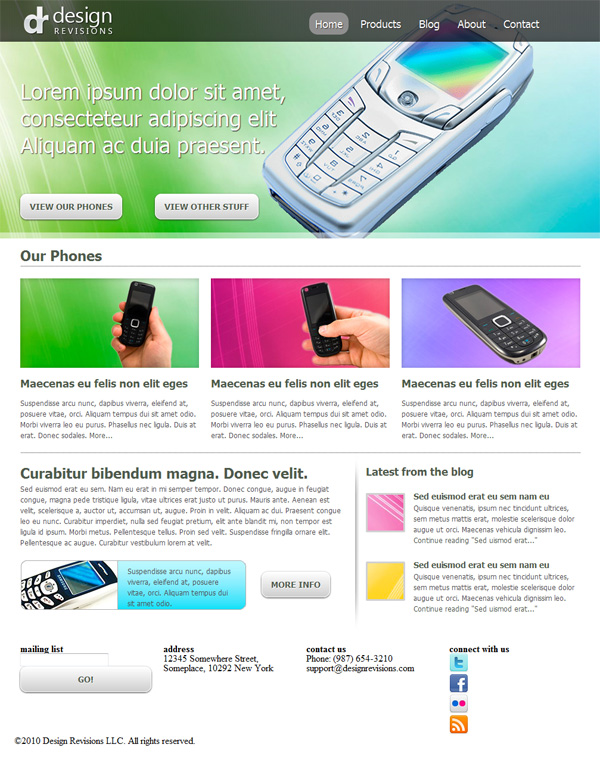 dr design
REVISIONS
Home Products Blog About Contact
Lorem ipsum dolor sit amet,
consecteteur adipiscing elit
Aliquam ac duia praesent.
VIEW OUR PHONES VIEW OTHER STUFF
Our Phones
Maecenas eu felis non elit eges
Suspendisse arcu nunc, dapibus viverra, eleifend at,
posuere vitae, orci. Aliquam tempus dui sit amet odio.
Morbi viverra leo eu purus. Phasellus nec ligula. Duis at
erat. Donec sodales. More...
Maecenas eu felis non elit eges
Suspendisse arcu nunc, dapibus viverra, eleifend at,
posuere vitae, orci. Aliquam tempus dui sit amet odio.
Morbi viverra leo eu purus. Phasellus nec ligula. Duis at
erat. Donec sodales. More...
Maecenas eu felis non elit eges
Suspendisse arcu nunc, dapibus viverra, eleifend at,
posuere vitae, orci. Aliquam tempus dui sit amet odio.
Morbi viverra leo eu purus. Phasellus nec ligula. Duis at
erat. Donec sodales. More...
Curabitur bibendum magna. Donec velit.
Sed euismod erat eu sem. Nam eu erat in mi semper tempor. Donec congue, augue in feugiat
congue, magna pede tristique ligula, vitae ultrices erat justo ut purus. Mauris ante. Aenean est
velit, scelerisque a, auctor ut, accumsan ut, augue. Proin in velit. Aliquam ac dui. Praesent congue
leo eu nunc. Curabitur imperdiet, nulla sed feugiat pretium, elit ante blandit mi, non tempor est
ligula id ipsum. Morbi metus. Pellentesque tellus. Proin sed velit. Suspendisse fringilla ornare elit.
Pellentesque ac augue. Curabitur vestibulum lorem at velit.
Suspendisse arcu nunc, dapibus
viverra, eleifend at, posuere
vitae, orci. Aliquam tempus dui
sit amet odio.
MORE INFO
Latest from the blog
Sed euismod erat eu sem nam eu
Quisque venenatis, ipsum nec tincidunt ultrices,
sem metus mattis erat, molestie scelerisque dolor
augue ut orci. Maecenas vehicula dignissim leo.
Continue reading "Sed usimod erat..."
Sed euismod erat eu sem nam eu
Quisque venenatis, ipsum nec tincidunt ultrices,
sem metus mattis erat, molestie scelerisque dolor
augue ut orci. Maecenas vehicula dignissim leo.
Continue reading "Sed usimod erat..."
mailing list
GO!
address
12345 Somewhere Street,
Someplace, 10292 New York
contact us
Phone: (987) 654-3210
support@designrevisions.com
connect with us
©2010 Design Revisions LLC. All rights reserved.